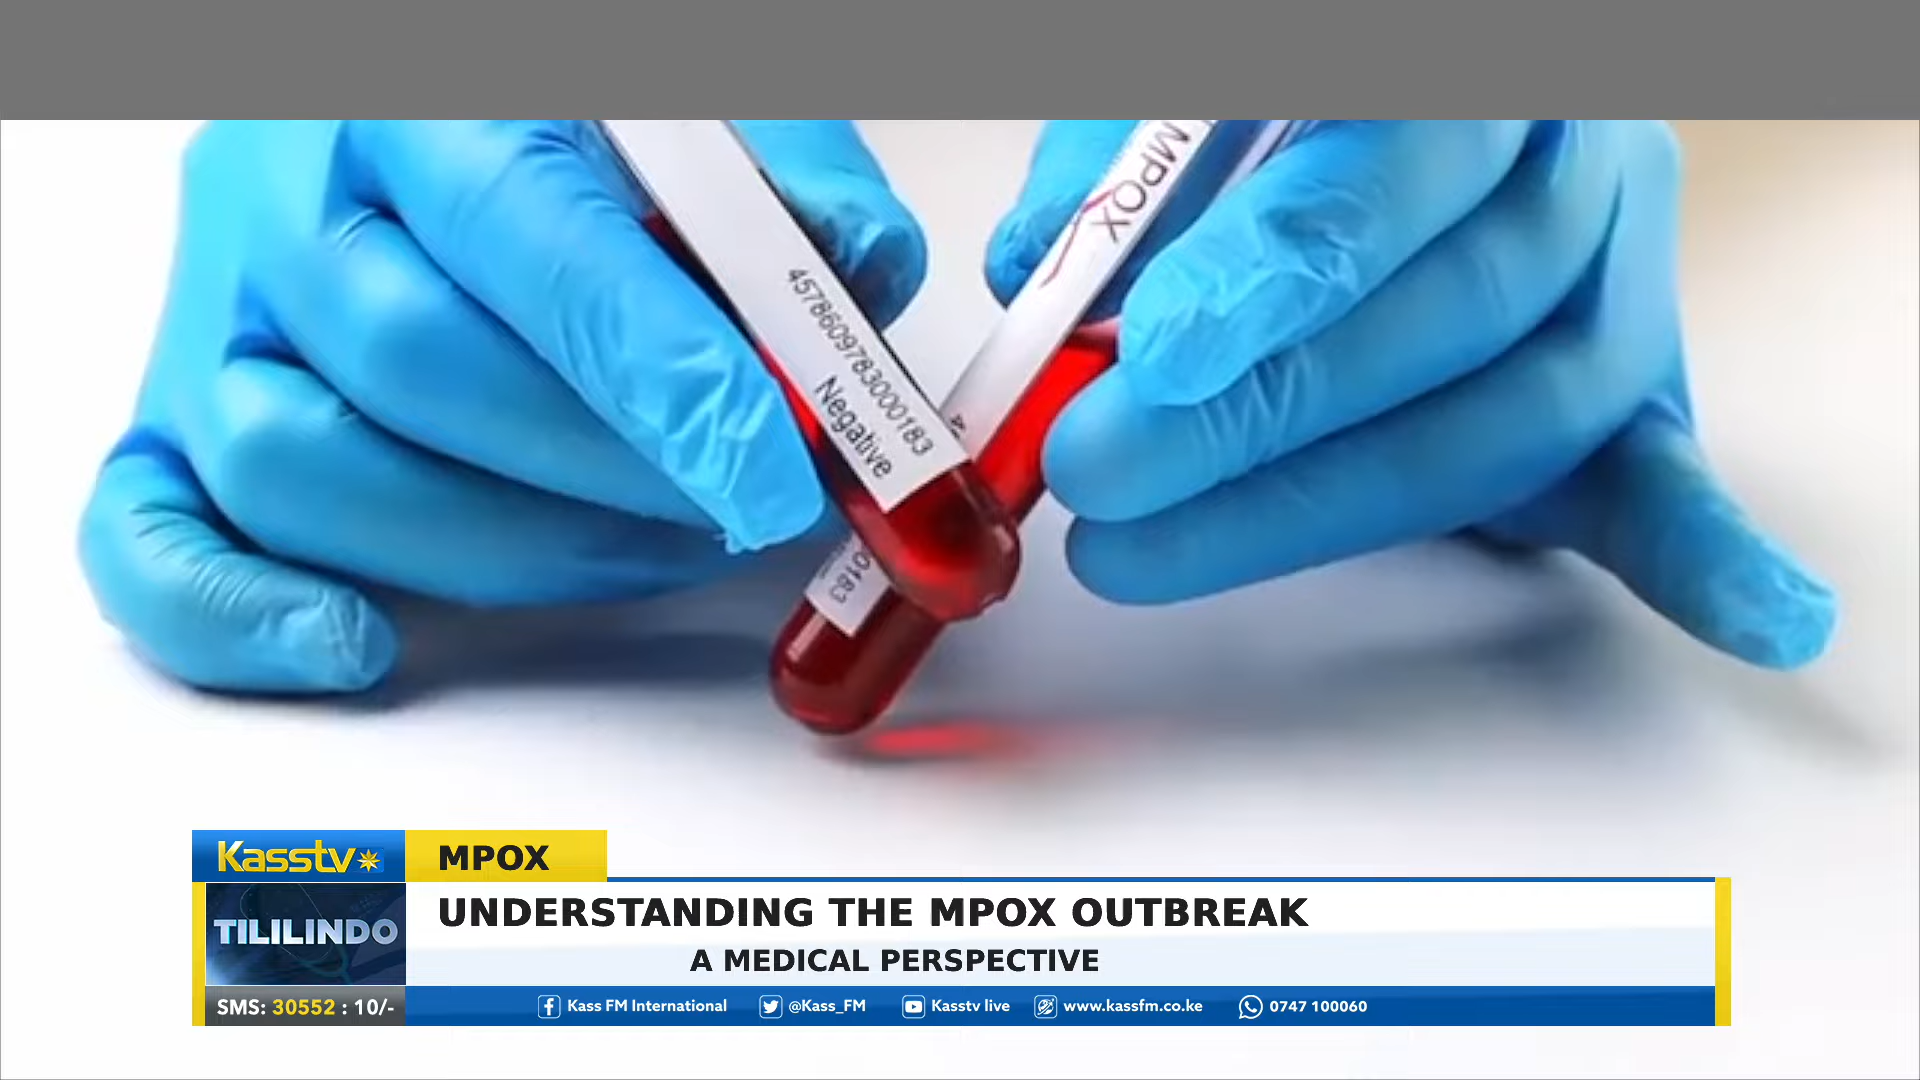 MPOX
4578609783000183
Negative
0183
Kasstv
MPOX
TILILINDO
UNDERSTANDING THE MPOX OUTBREAK
A MEDICAL PERSPECTIVE
SMS: 30552 : 10/-
Kass FM International @Kass_FM Kasstv live www.kassfm.co.ke 0747 100060